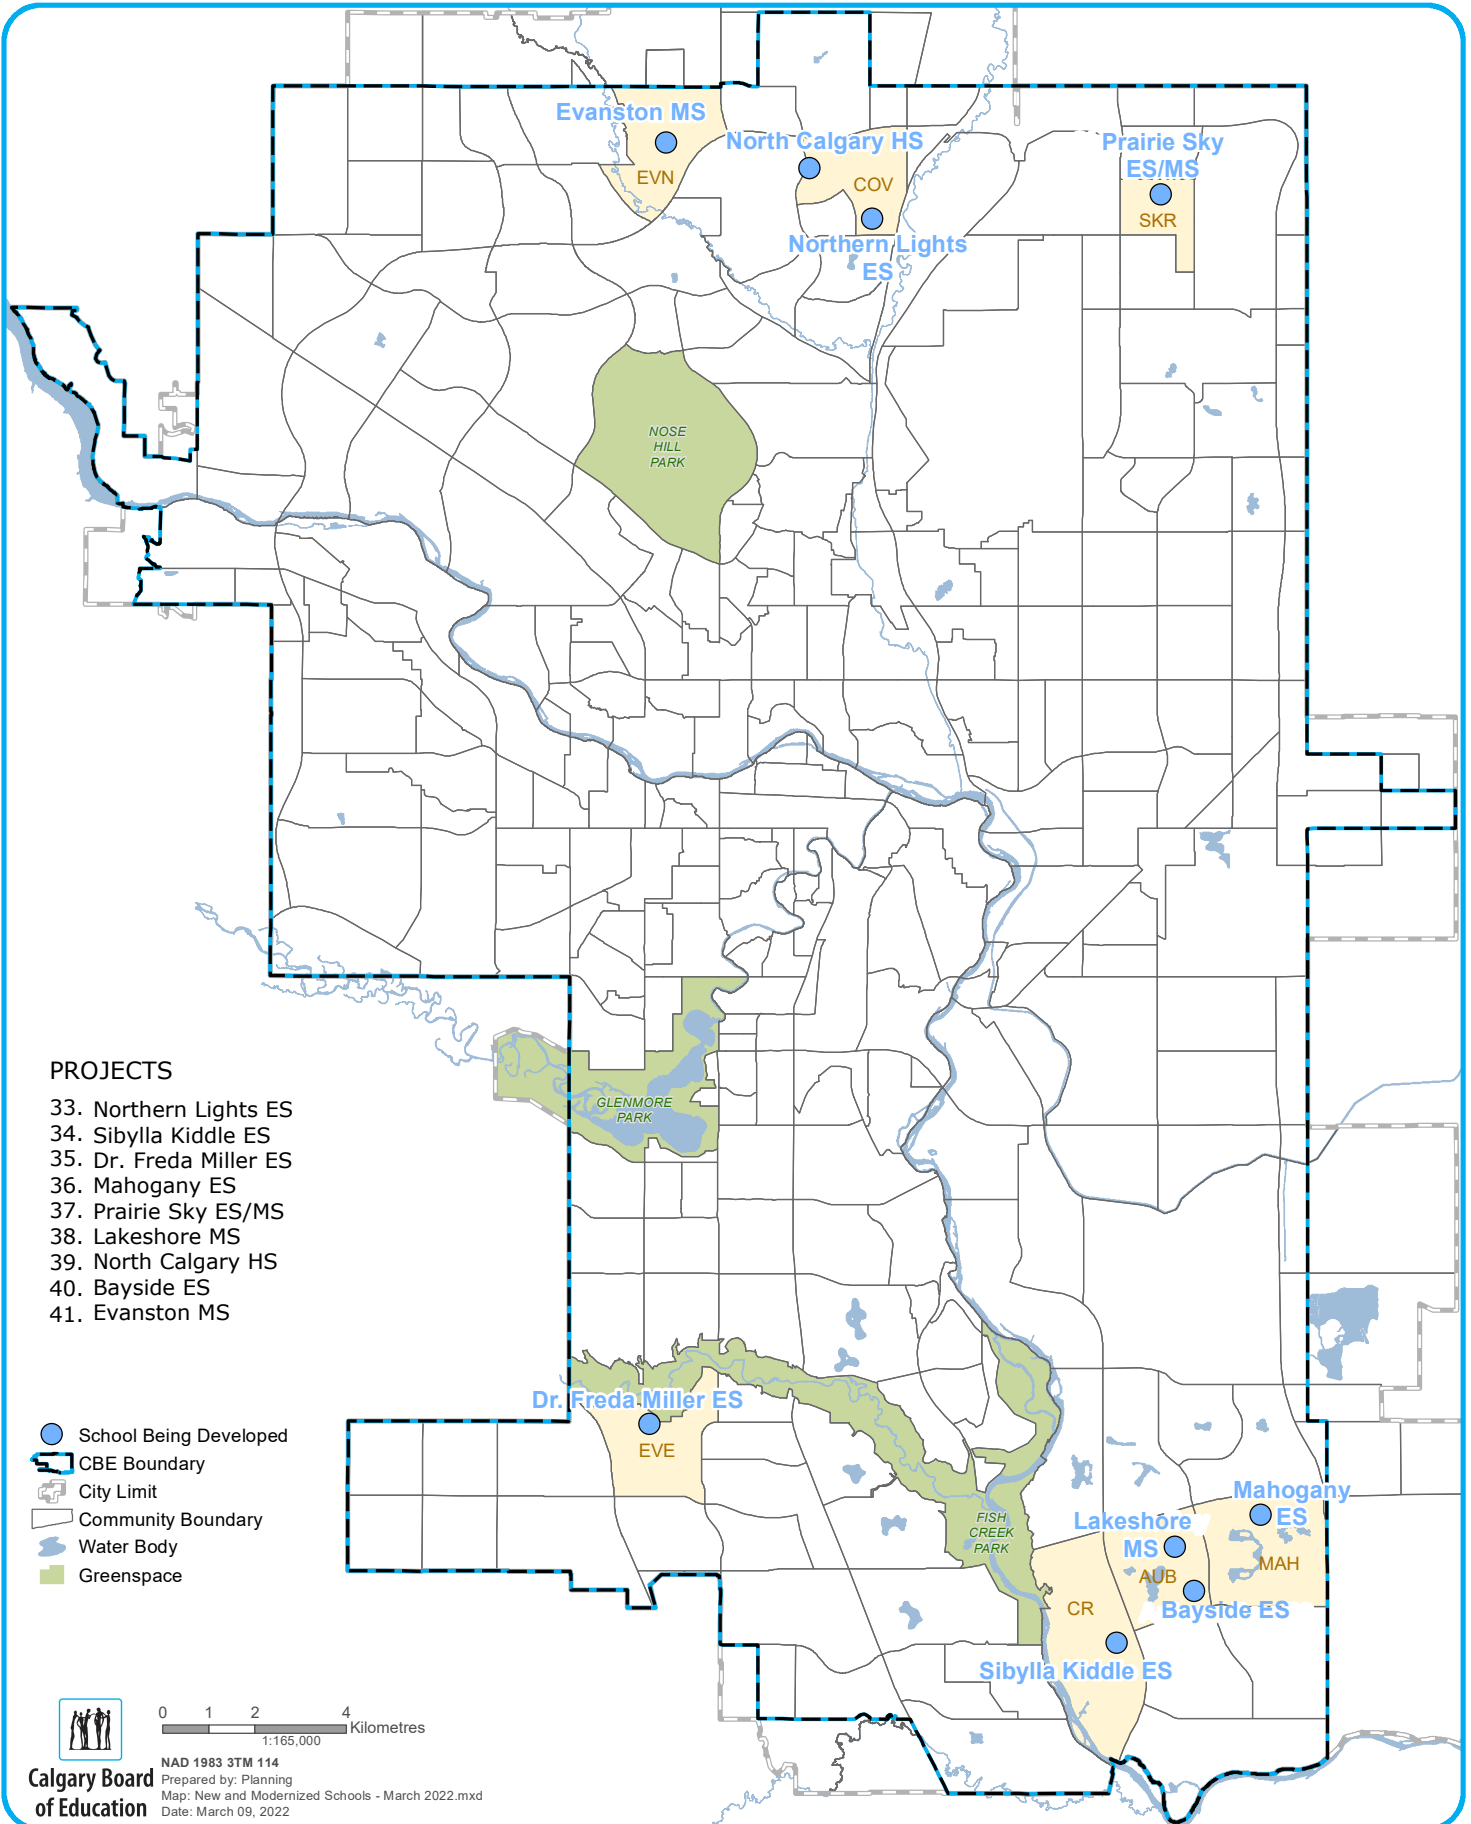 Evanston MS
North Calgary HS
Prairie Sky
ES/MS
EVN
COV
SKR
Northern Lights
ES
NOSE
HILL
PARK
GLENMORE
PARK
PROJECTS
33. Northern Lights ES
34. Sibylla Kiddle ES
35. Dr. Freda Miller ES
36. Mahogany ES
37. Prairie Sky ES/MS
38. Lakeshore MS
39. North Calgary HS
40. Bayside ES
41. Evanston MS
Dr. Freda Miller ES
EVE
School Being Developed
CBE Boundary
City Limit
Community Boundary
Water Body
Greenspace
Mahogany
ES
Lakeshore
MS
FISH
CREEK
PARK
MAH
AUB
CR
Bayside ES
Sibylla Kiddle ES
0 1 2 4
Kilometres
1:165,000
NAD 1983 3TM 114
Prepared by: Planning
Map: New and Modernized Schools - March 2022.mxd
Date: March 09, 2022
Calgary Board
of Education